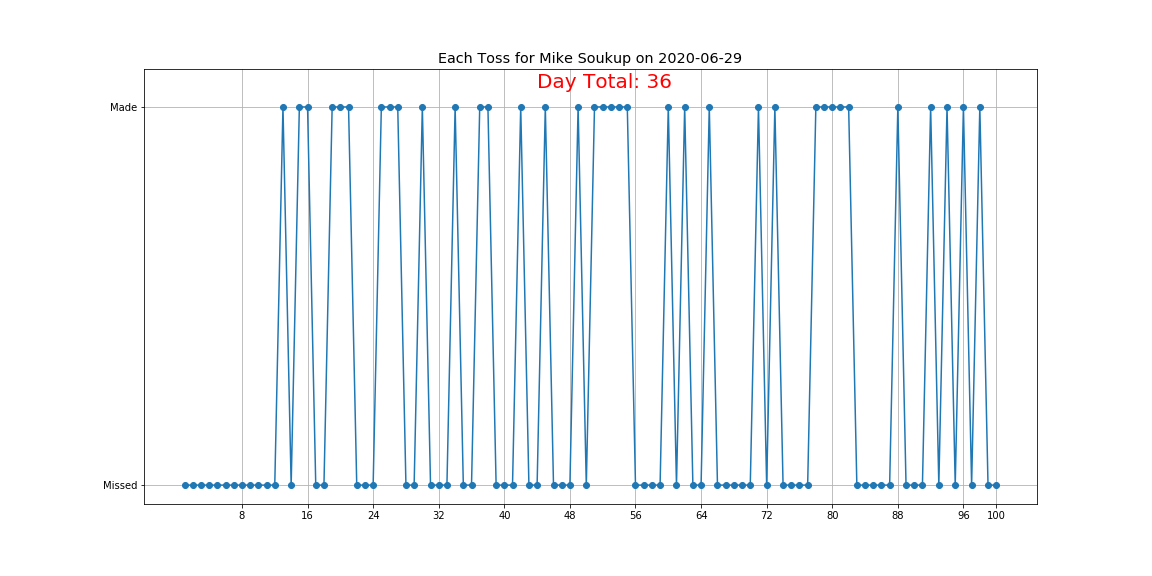 Each Toss for Mike Soukup on 2020-06-29
Day Total: 36
Made
Missed
8 16 24 32 40 48 56 64 72 80 88 96 100